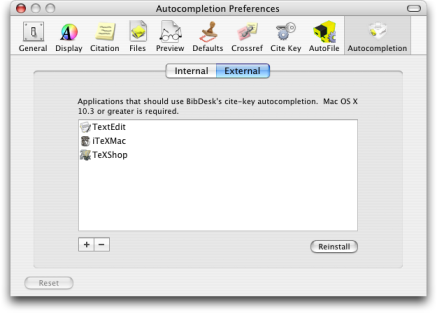 Autocompletion Preferences
General Display Citation Files Preview Defaults Crossref Cite Key AutoFile Autocompletion
Internal External
Applications that should use BibDesk's cite-key autocompletion. Mac OS X
10.3 or greater is required.
TextEdit
iTeXMac
TeXShop
+ −
Reinstall
Reset